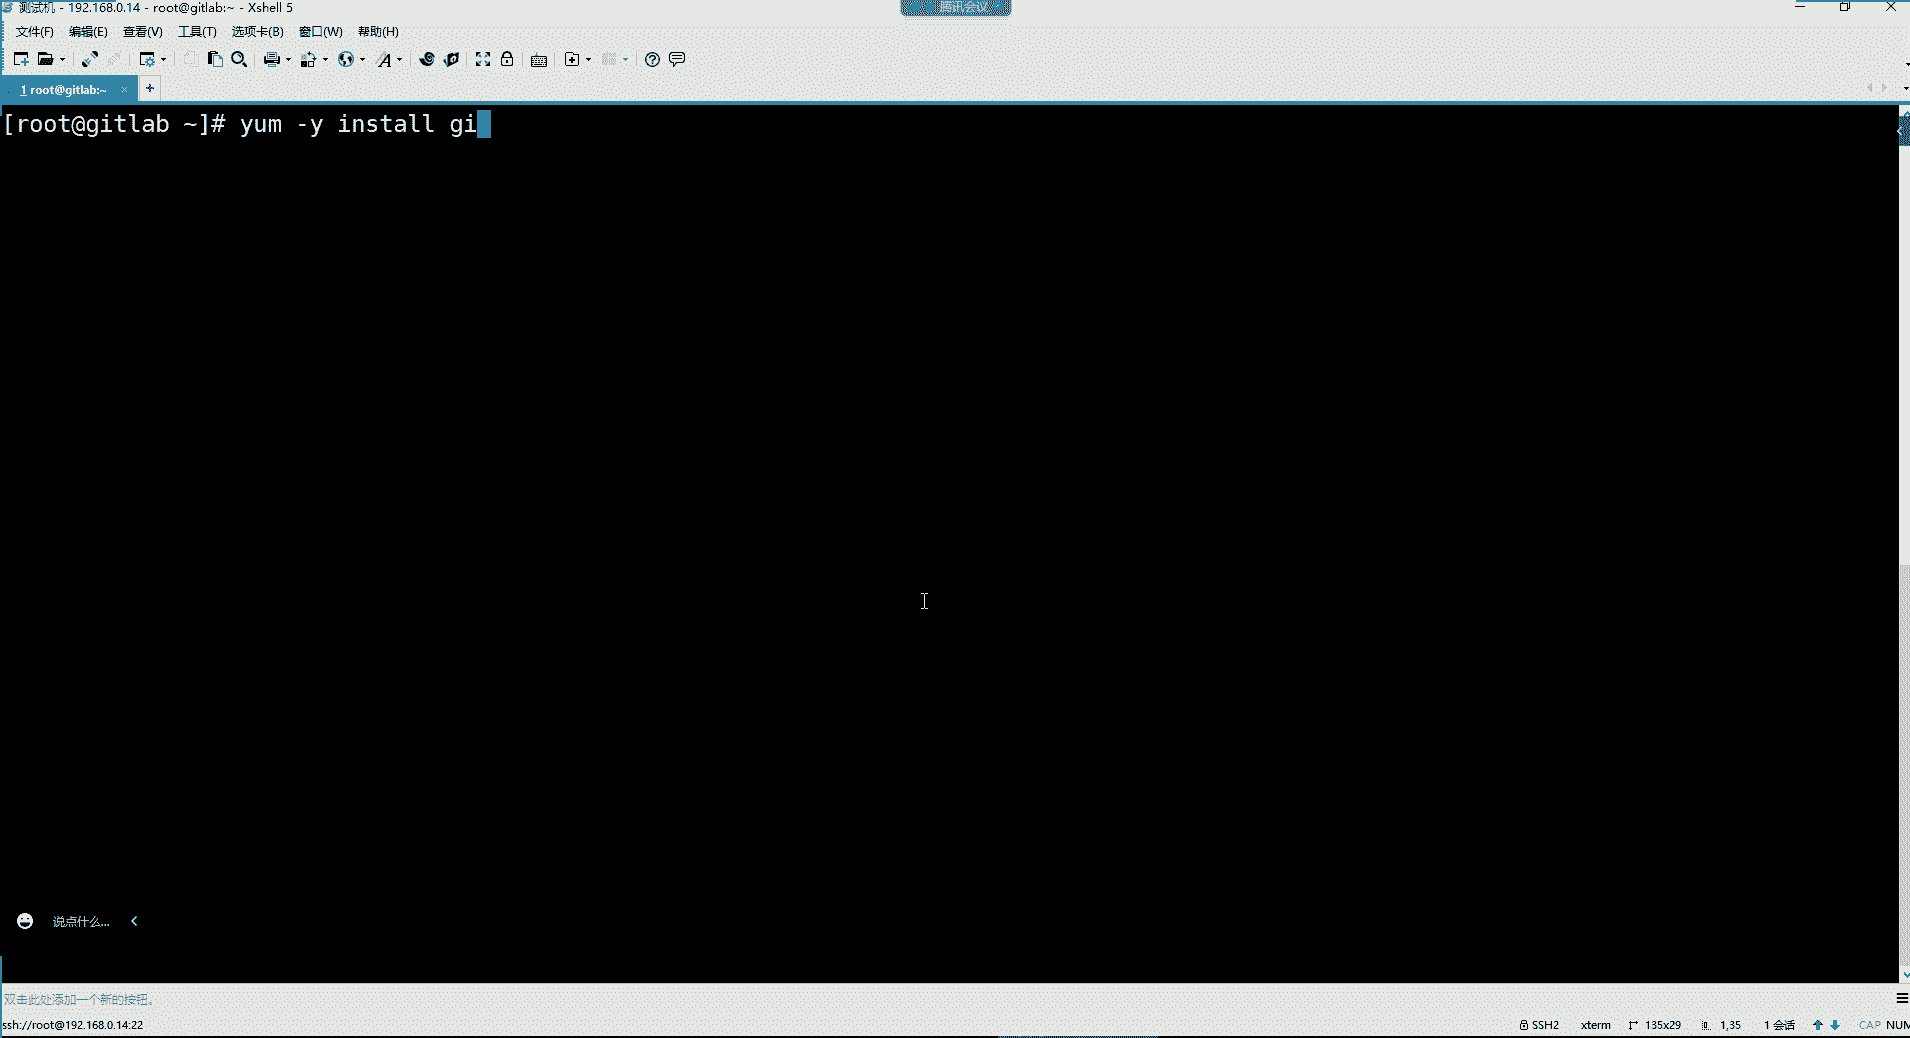 测试机 - 192.168.0.14 - root@gitlab:~ - Xshell 5
腾讯会议
文件(F) 编辑(E) 查看(V) 工具(T) 选项卡(B) 窗口(W) 帮助(H)
1 root@gitlab:~
[root@gitlab ~]# yum -y install gi
说点什么...
双击此处添加一个新的按钮。
ssh://root@192.168.0.14:22 SSH2 xterm 135x29 1,35 1 会话 CAP NUM